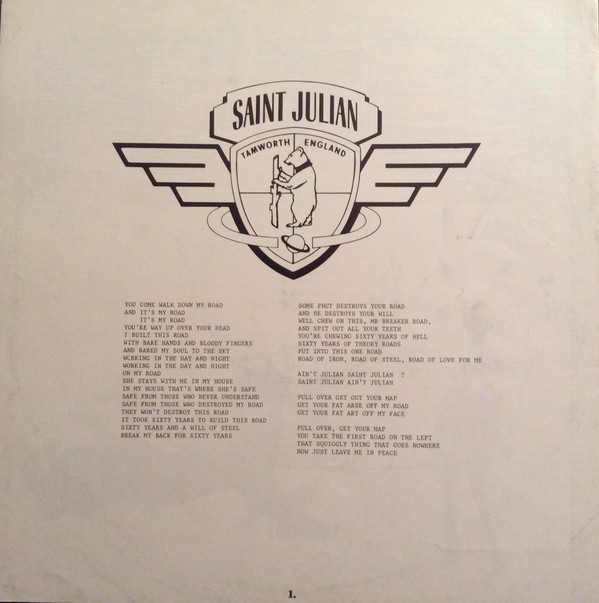 SAINT JULIAN
TAMWORTH ENGLAND
YOU COME WALK DOWN MY ROAD
AND IT'S MY ROAD
IT'S MY ROAD
YOU'RE WAY UP OVER YOUR HEAD
I BUILT THIS ROAD
WITH BARE HANDS AND BLOODY FINGERS
AND BARED MY SOUL TO THE SKY
WORKING IN THE DAY AND NIGHT
WORKING IN THE DAY AND NIGHT
ON MY ROAD
SHE STAYS WITH ME IN MY HOUSE
IN MY HOUSE THAT'S WHERE SHE'S SAFE
SAFE FROM THOSE WHO NEVER UNDERSTAND
SAFE FROM THOSE WHO DESTROYED MY ROAD
THEY WON'T DESTROY THIS ROAD
IT TOOK SIXTY YEARS TO BUILD THIS ROAD
SIXTY YEARS AND A WILL OF STEEL
BREAK MY BACK FOR SIXTY YEARS
SOME PHUT DESTROYS YOUR ROAD
AND HE DESTROYS YOUR WILL
WELL CHEW ON THIS, MR BREAKER ROAD,
AND SPIT OUT ALL YOUR TEETH
YOU'RE CHEWING SIXTY YEARS OF HELL
SIXTY YEARS OF THEORY ROADS
PUT INTO THIS ONE ROAD
ROAD OF IRON, ROAD OF STEEL, ROAD OF LOVE FOR ME
AIN'T JULIAN SAINT JULIAN ?
SAINT JULIAN AIN'T JULIAN
PULL OVER GET OUT YOUR MAP
GET YOUR FAT ARSE OFF MY ROAD
GET YOUR FAT ART OFF MY FACE
PULL OVER, GET YOUR MAP
YOU TAKE THE FIRST ROAD ON THE LEFT
THAT SQUIGGLY THING THAT GOES NOWHERE
NOW JUST LEAVE ME IN PEACE
1.